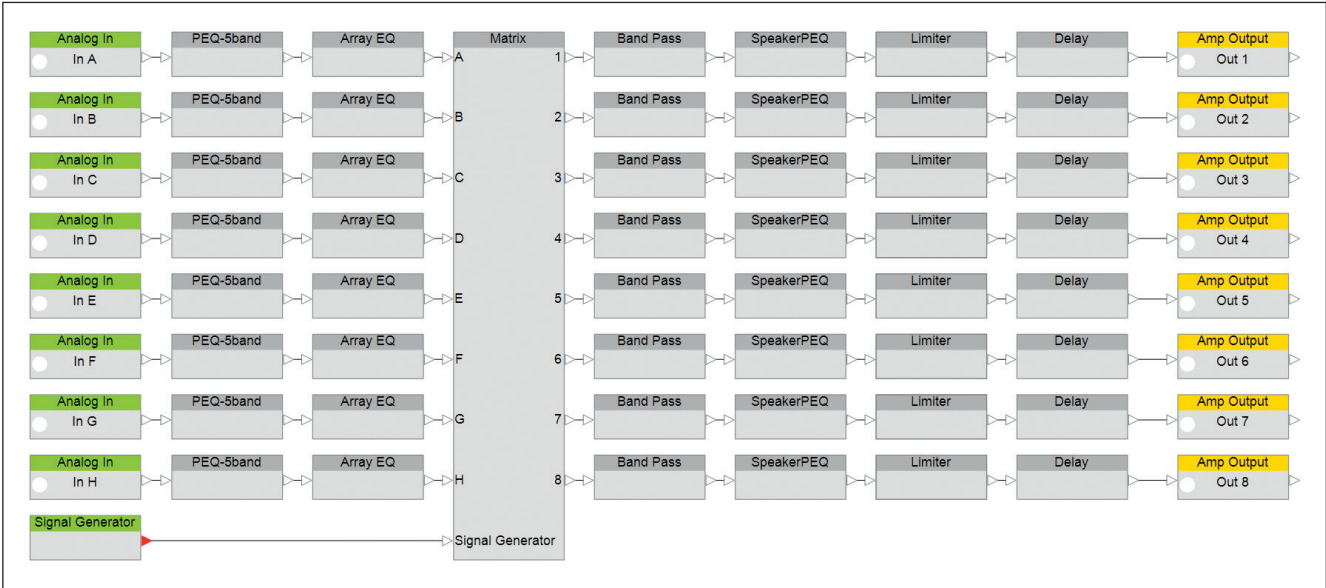 Analog In PEQ-5band Array EQ Matrix Band Pass SpeakerPEQ Limiter Delay Amp Output
In A A 1 Out 1
Analog In PEQ-5band Array EQ Band Pass SpeakerPEQ Limiter Delay Amp Output
In B B 2 Out 2
Analog In PEQ-5band Array EQ Band Pass SpeakerPEQ Limiter Delay Amp Output
In C C 3 Out 3
Analog In PEQ-5band Array EQ Band Pass SpeakerPEQ Limiter Delay Amp Output
In D D 4 Out 4
Analog In PEQ-5band Array EQ Band Pass SpeakerPEQ Limiter Delay Amp Output
In E E 5 Out 5
Analog In PEQ-5band Array EQ Band Pass SpeakerPEQ Limiter Delay Amp Output
In F F 6 Out 6
Analog In PEQ-5band Array EQ Band Pass SpeakerPEQ Limiter Delay Amp Output
In G G 7 Out 7
Analog In PEQ-5band Array EQ Band Pass SpeakerPEQ Limiter Delay Amp Output
In H H 8 Out 8
Signal Generator
Signal Generator